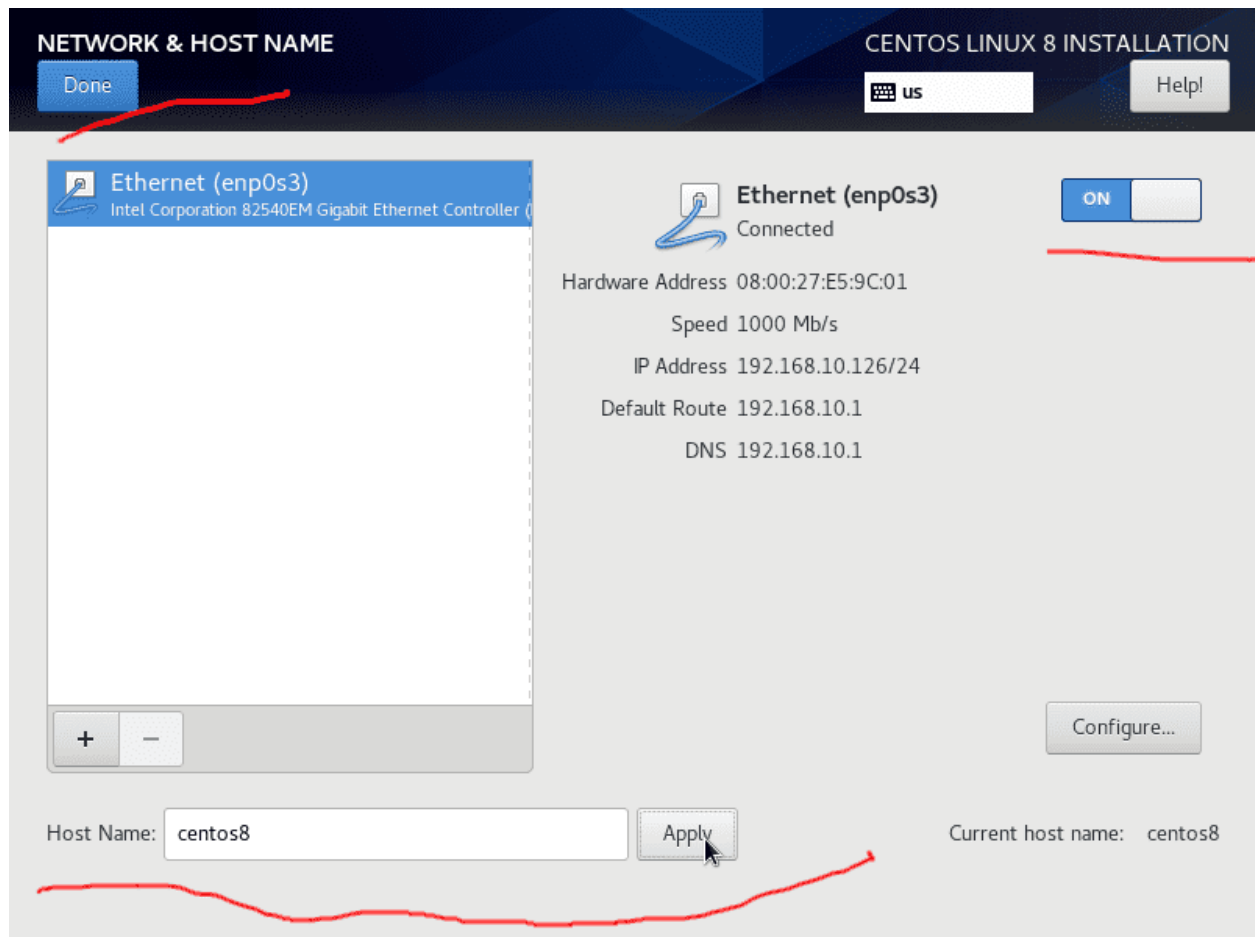 NETWORK & HOST NAME
CENTOS LINUX 8 INSTALLATION
Done
us
Help!
Ethernet (enp0s3)
Intel Corporation 82540EM Gigabit Ethernet Controller (
Ethernet (enp0s3)
Connected
ON
Hardware Address 08:00:27:E5:9C:01
Speed 1000 Mb/s
IP Address 192.168.10.126/24
Default Route 192.168.10.1
DNS 192.168.10.1
+ −
Configure...
Host Name: centos8 Apply Current host name: centos8